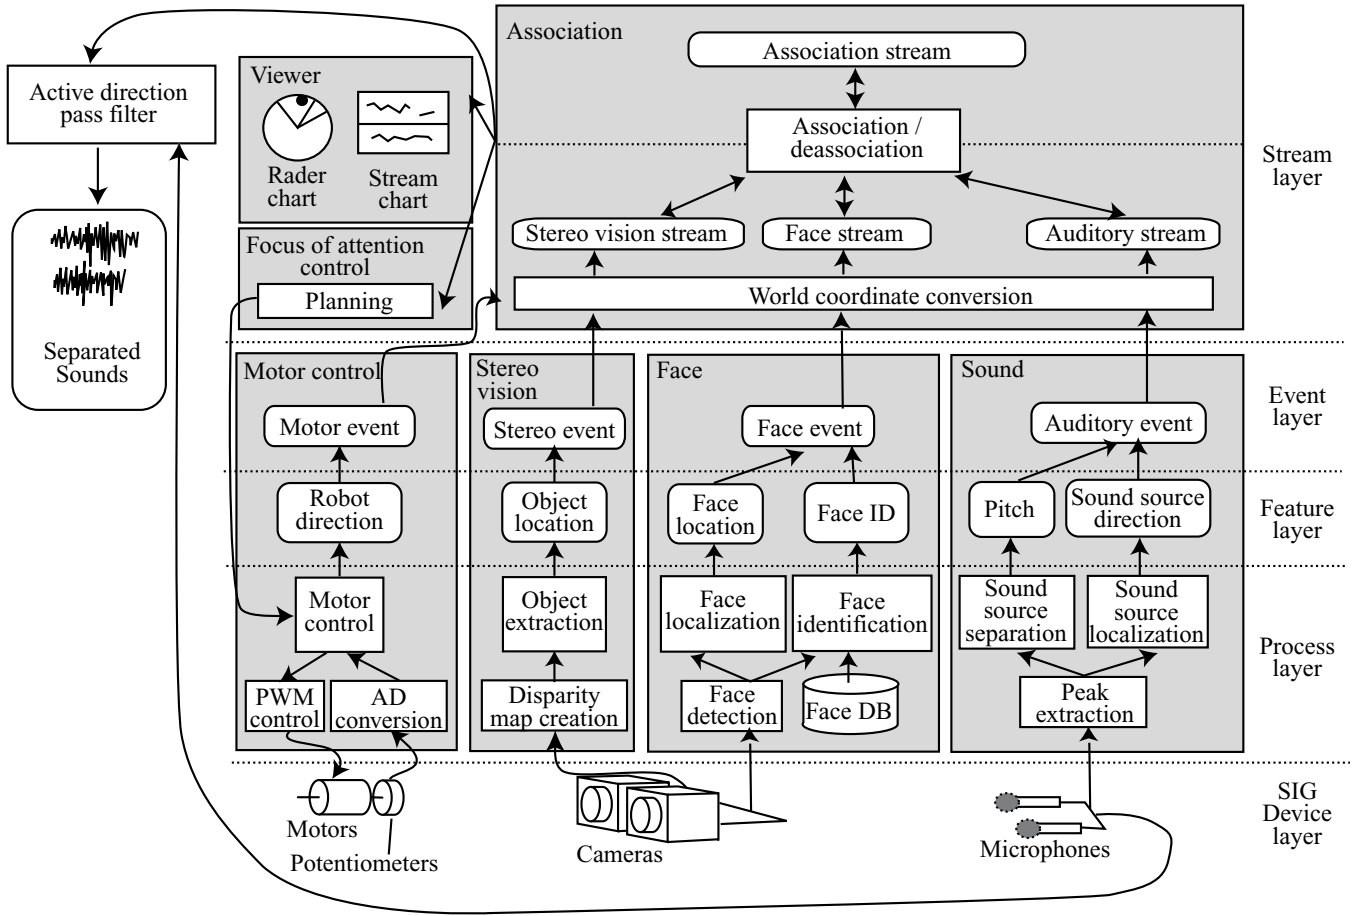 Association
Association stream
Association /
deassociation
Stereo vision stream
Face stream
Auditory stream
World coordinate conversion
Stream
layer
Active direction
pass filter
Separated
Sounds
Viewer
Rader
chart
Stream
chart
Focus of attention
control
Planning
Motor control
Motor event
Robot
direction
Motor
control
PWM
control
AD
conversion
Stereo
vision
Stereo event
Object
location
Object
extraction
Disparity
map creation
Face
Face event
Face
location
Face ID
Face
localization
Face
identification
Face
detection
Face DB
Sound
Auditory event
Pitch
Sound source
direction
Sound
source
separation
Sound
source
localization
Peak
extraction
Event
layer
Feature
layer
Process
layer
Motors
Potentiometers
Cameras
Microphones
SIG
Device
layer